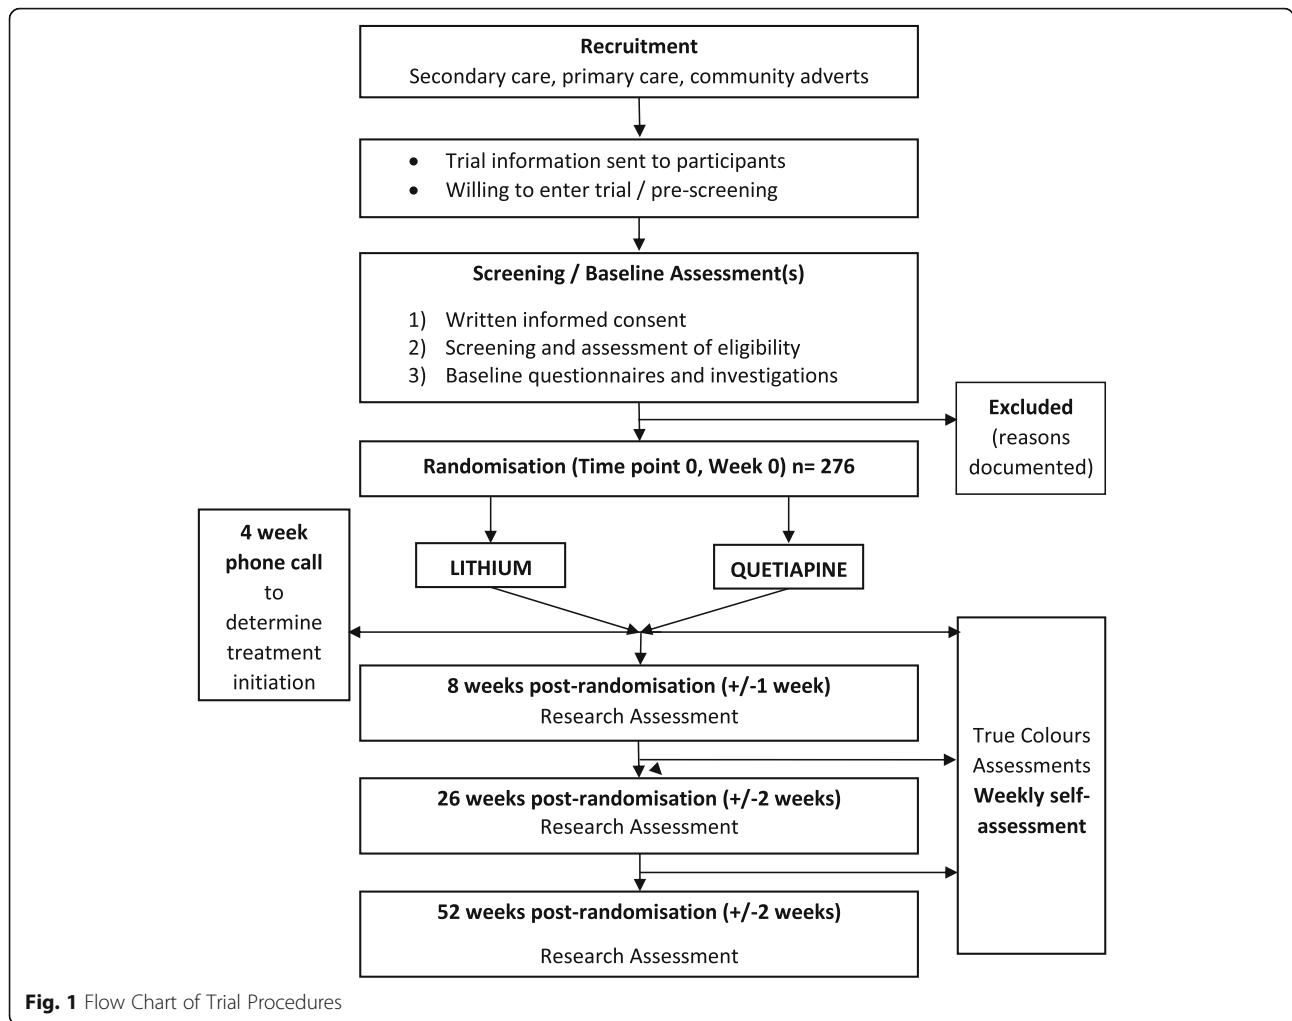 Recruitment
Secondary care, primary care, community adverts
• Trial information sent to participants
• Willing to enter trial / pre-screening
Screening / Baseline Assessment(s)
1) Written informed consent
2) Screening and assessment of eligibility
3) Baseline questionnaires and investigations
Excluded
(reasons
documented)
Randomisation (Time point 0, Week 0) n= 276
4 week
phone call
to
determine
treatment
initiation
LITHIUM
QUETIAPINE
8 weeks post-randomisation (+/-1 week)
Research Assessment
True Colours
Assessments
Weekly self-
assessment
26 weeks post-randomisation (+/-2 weeks)
Research Assessment
52 weeks post-randomisation (+/-2 weeks)
Research Assessment
Fig. 1 Flow Chart of Trial Procedures